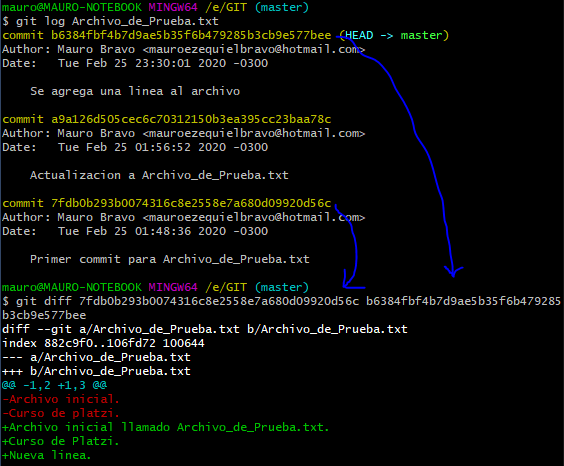 mauro@MAURO-NOTEBOOK MINGW64 /e/GIT (master)
$ git log Archivo_de_Prueba.txt
commit b6384fbf4b7d9ae5b35f6b479285b3cb9e577bee (HEAD -> master)
Author: Mauro Bravo <mauroezequielbravo@hotmail.com>
Date:   Tue Feb 25 23:30:01 2020 -0300
    Se agrega una linea al archivo
commit a9a126d505cec6c70312150b3ea395cc23baa78c
Author: Mauro Bravo <mauroezequielbravo@hotmail.com>
Date:   Tue Feb 25 01:56:52 2020 -0300
    Actualizacion a Archivo_de_Prueba.txt
commit 7fdb0b293b0074316c8e2558e7a680d09920d56c
Author: Mauro Bravo <mauroezequielbravo@hotmail.com>
Date:   Tue Feb 25 01:48:36 2020 -0300
    Primer commit para Archivo_de_Prueba.txt
mauro@MAURO-NOTEBOOK MINGW64 /e/GIT (master)
$ git diff 7fdb0b293b0074316c8e2558e7a680d09920d56c b6384fbf4b7d9ae5b35f6b479285
b3cb9e577bee
diff --git a/Archivo_de_Prueba.txt b/Archivo_de_Prueba.txt
index 882c9f0..106fd72 100644
--- a/Archivo_de_Prueba.txt
+++ b/Archivo_de_Prueba.txt
@@ -1,2 +1,3 @@
-Archivo inicial.
-Curso de platzi.
+Archivo inicial llamado Archivo_de_Prueba.txt.
+Curso de Platzi.
+Nueva linea.